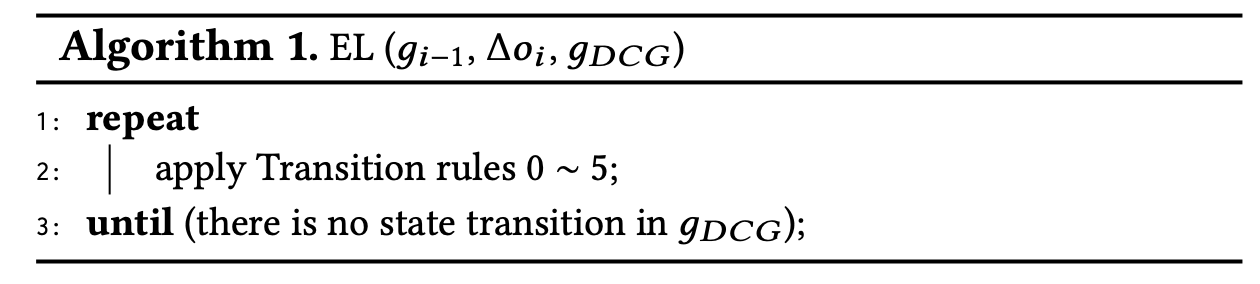 Algorithm 1. EL (g_{i−1}, Δo_i, g_{DCG})
1: repeat
2: apply Transition rules 0 ~ 5;
3: until (there is no state transition in g_{DCG});